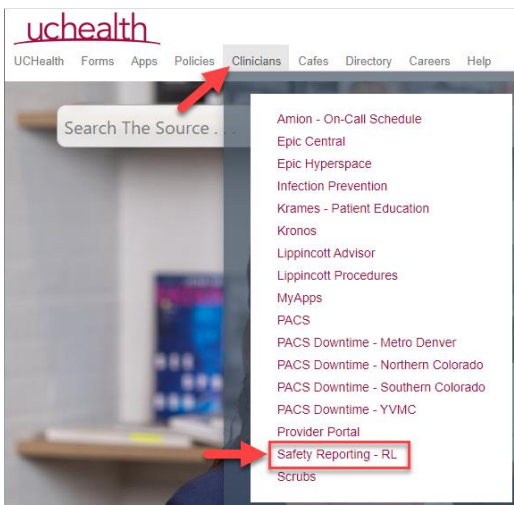 uchealth
UCHealth Forms Apps Policies Clinicians Cafes Directory Careers Help
Search The Source . . .
Amion - On-Call Schedule
Epic Central
Epic Hyperspace
Infection Prevention
Krames - Patient Education
Kronos
Lippincott Advisor
Lippincott Procedures
MyApps
PACS
PACS Downtime - Metro Denver
PACS Downtime - Northern Colorado
PACS Downtime - Southern Colorado
PACS Downtime - YVMC
Provider Portal
Safety Reporting - RL
Scrubs